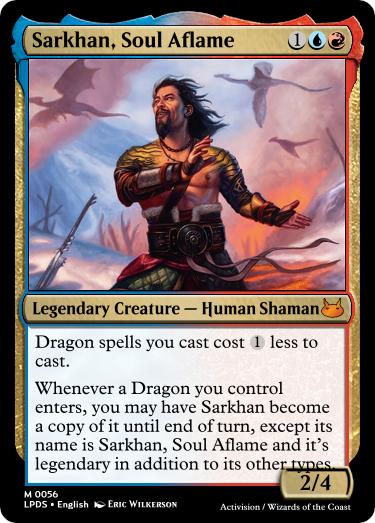 Sarkhan, Soul Aflame 1
Legendary Creature — Human Shaman
Dragon spells you cast cost 1 less to
cast.
Whenever a Dragon you control
enters, you may have Sarkhan become
a copy of it until end of turn, except its
name is Sarkhan, Soul Aflame and it's
legendary in addition to its other types.
2/4
M 0056
LPDS • English Eric Wilkerson
Activision / Wizards of the Coast